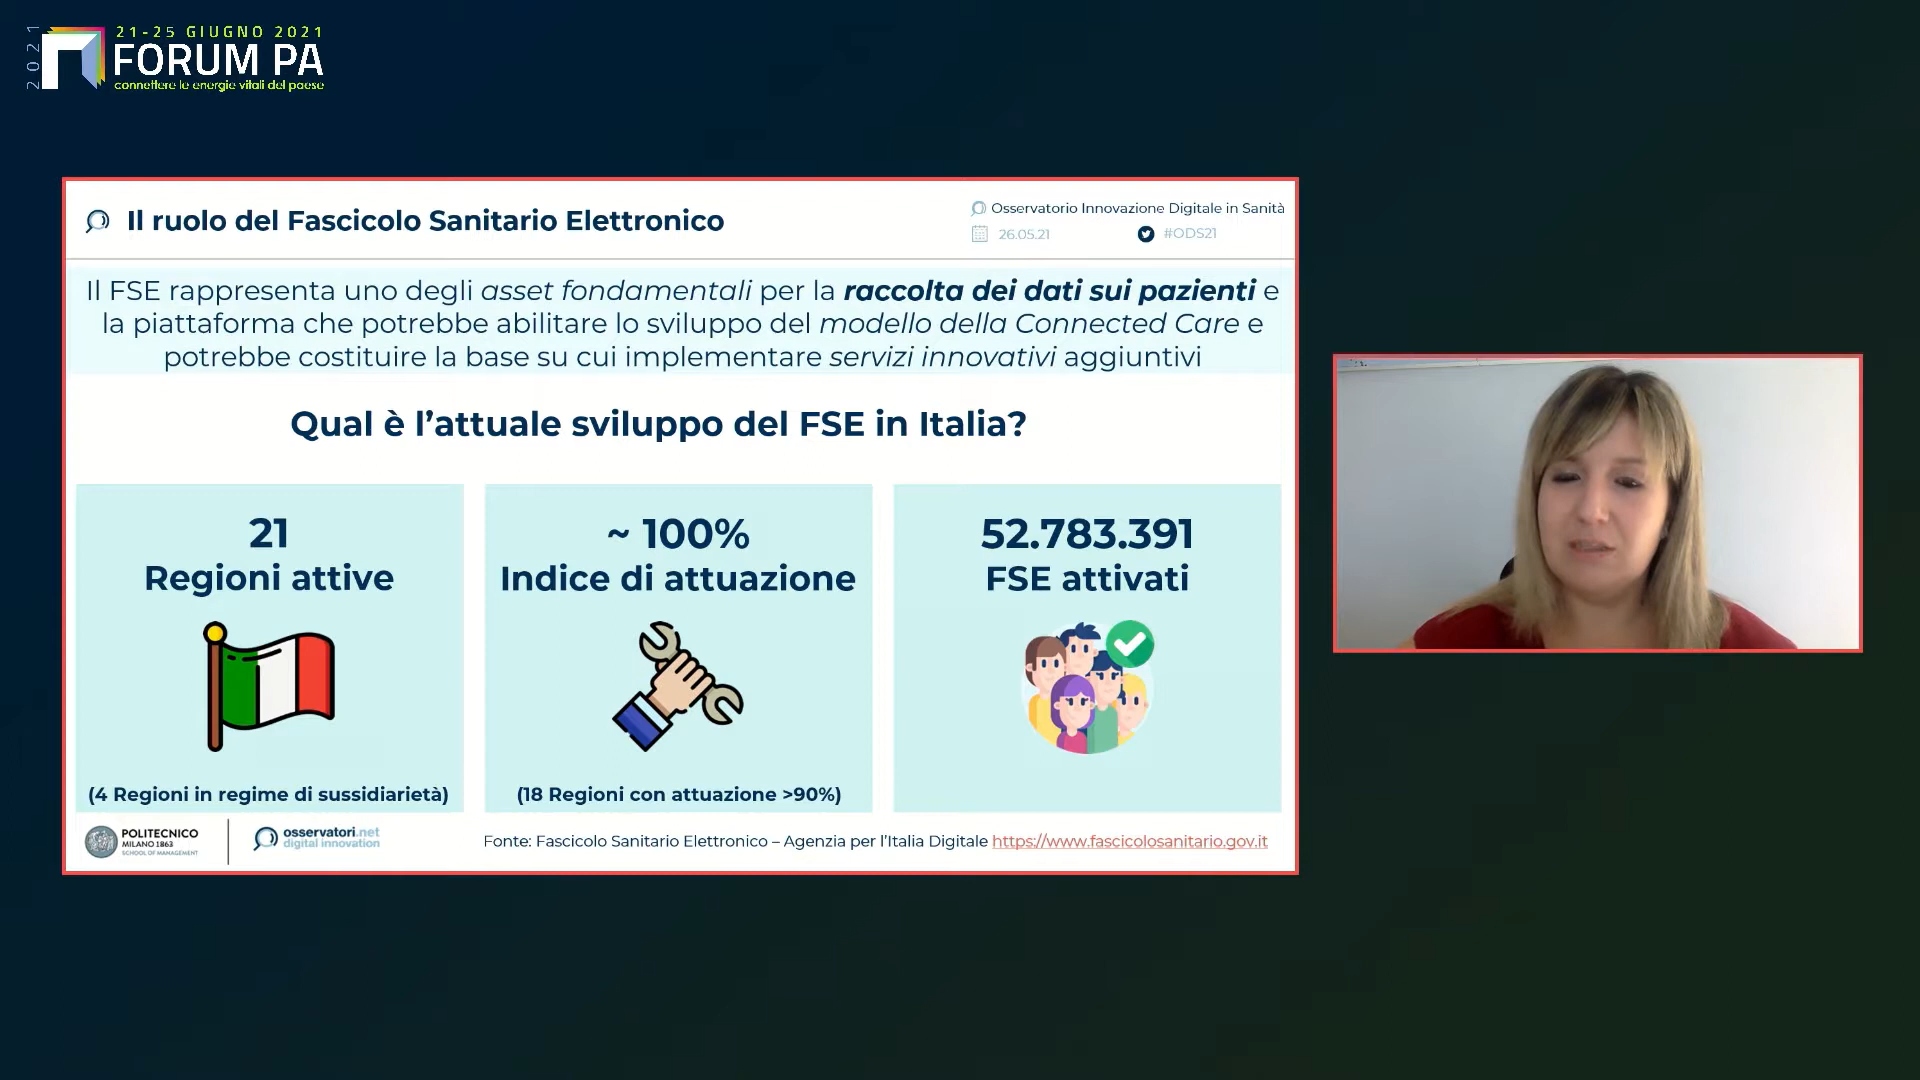 2021
21-25 GIUGNO 2021
FORUM PA
connettere le energie vitali del paese
Il ruolo del Fascicolo Sanitario Elettronico
Osservatorio Innovazione Digitale in Sanità
26.05.21
#ODS21
Il FSE rappresenta uno degli asset fondamentali per la raccolta dei dati sui pazienti e
la piattaforma che potrebbe abilitare lo sviluppo del modello della Connected Care e
potrebbe costituire la base su cui implementare servizi innovativi aggiuntivi
Qual è l’attuale sviluppo del FSE in Italia?
21
Regioni attive
(4 Regioni in regime di sussidiarietà)
~ 100%
Indice di attuazione
(18 Regioni con attuazione >90%)
52.783.391
FSE attivati
POLITECNICO
MILANO 1863
SCHOOL OF MANAGEMENT
osservatori.net
digital innovation
Fonte: Fascicolo Sanitario Elettronico – Agenzia per l’Italia Digitale https://www.fascicolosanitario.gov.it